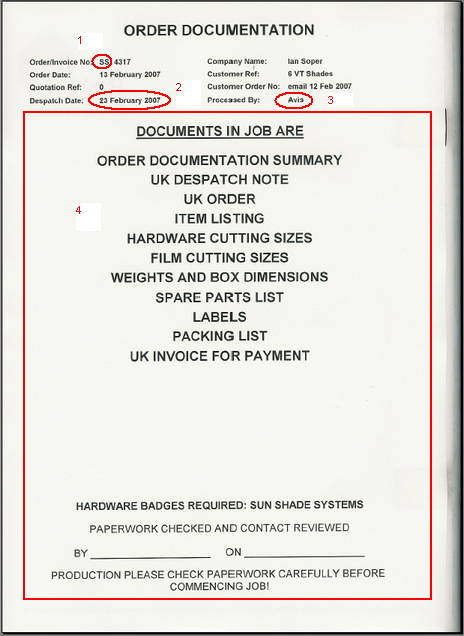 ORDER DOCUMENTATION
1
Order/Invoice No: SS 4317 Company Name: Ian Soper
Order Date: 13 February 2007 Customer Ref: 6 VT Shades
Quotation Ref: 0 2 Customer Order No: email 12 Feb 2007
Despatch Date: 23 February 2007 Processed By: Avis 3
DOCUMENTS IN JOB ARE
ORDER DOCUMENTATION SUMMARY
UK DESPATCH NOTE
UK ORDER
4 ITEM LISTING
HARDWARE CUTTING SIZES
FILM CUTTING SIZES
WEIGHTS AND BOX DIMENSIONS
SPARE PARTS LIST
LABELS
PACKING LIST
UK INVOICE FOR PAYMENT
HARDWARE BADGES REQUIRED: SUN SHADE SYSTEMS
PAPERWORK CHECKED AND CONTACT REVIEWED
BY ON
PRODUCTION PLEASE CHECK PAPERWORK CAREFULLY BEFORE
COMMENCING JOB!